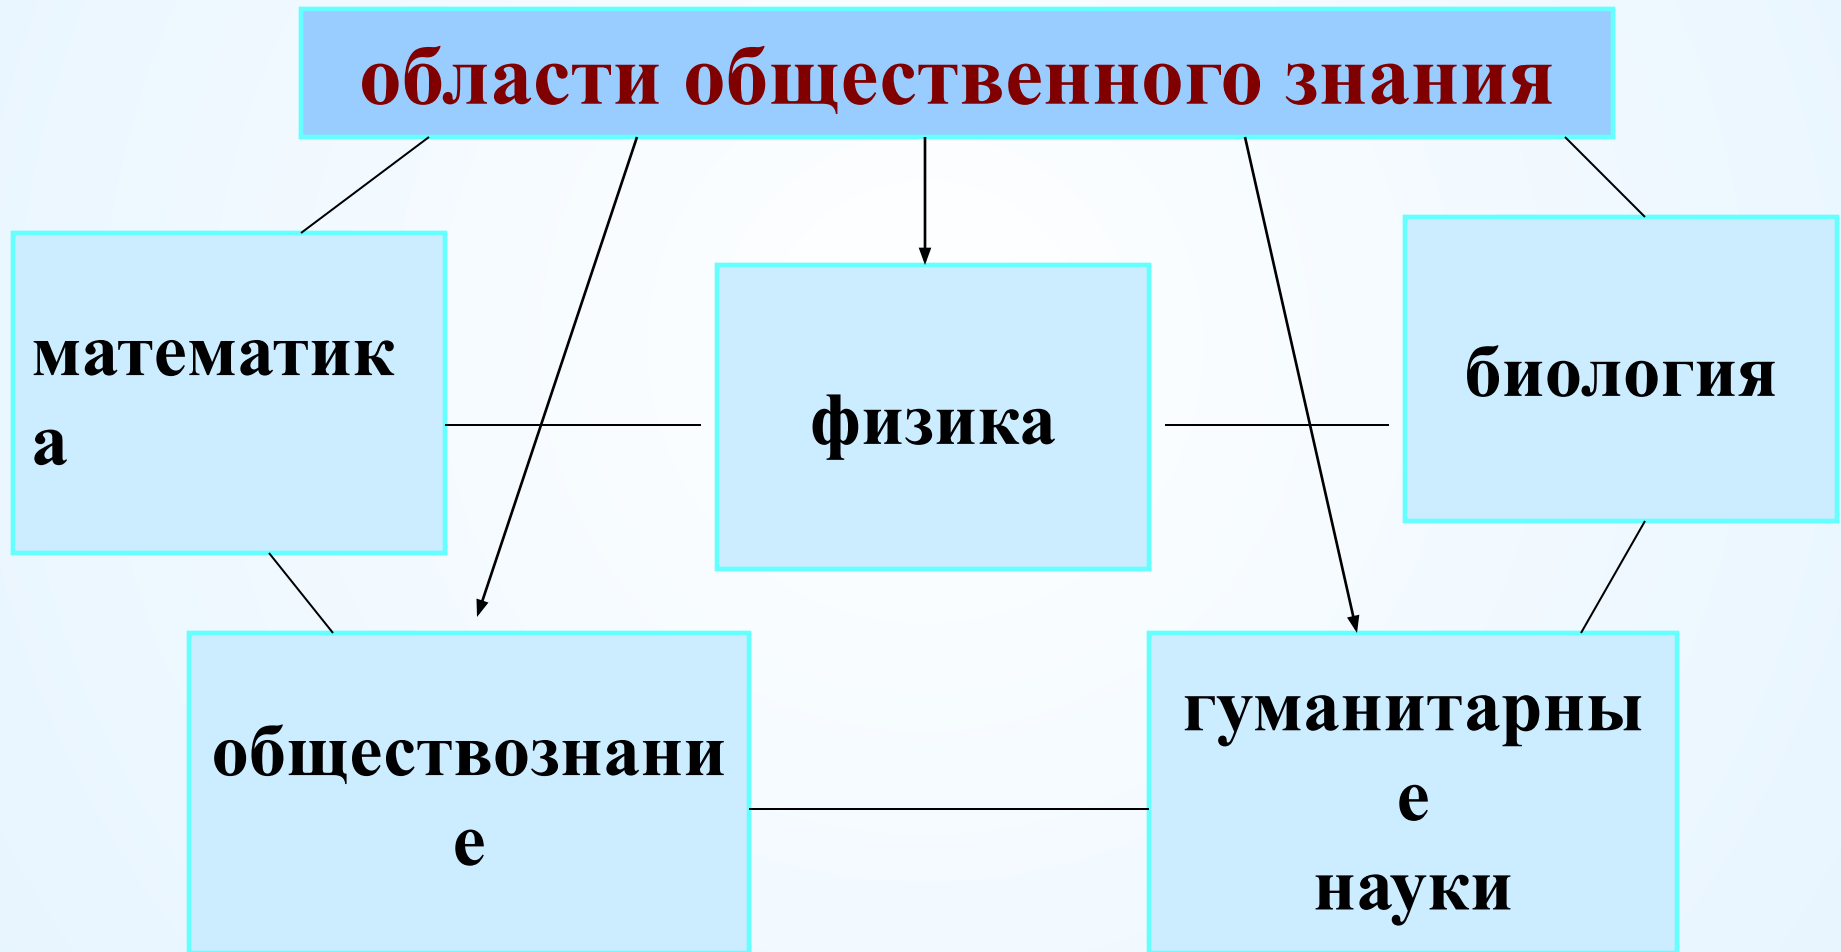 области общественного знания
математик
а
физика
биология
обществознани
е
гуманитарны
е
науки